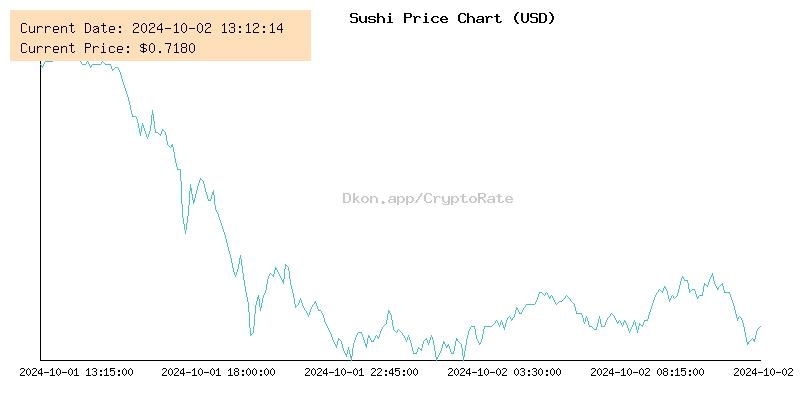 Sushi Price Chart (USD)
Current Date: 2024-10-02 13:12:14
Current Price: $0.7180
Dkon.app/CryptoRate
2024-10-01 13:15:00 2024-10-01 18:00:00 2024-10-01 22:45:00 2024-10-02 03:30:00 2024-10-02 08:15:00 2024-10-02